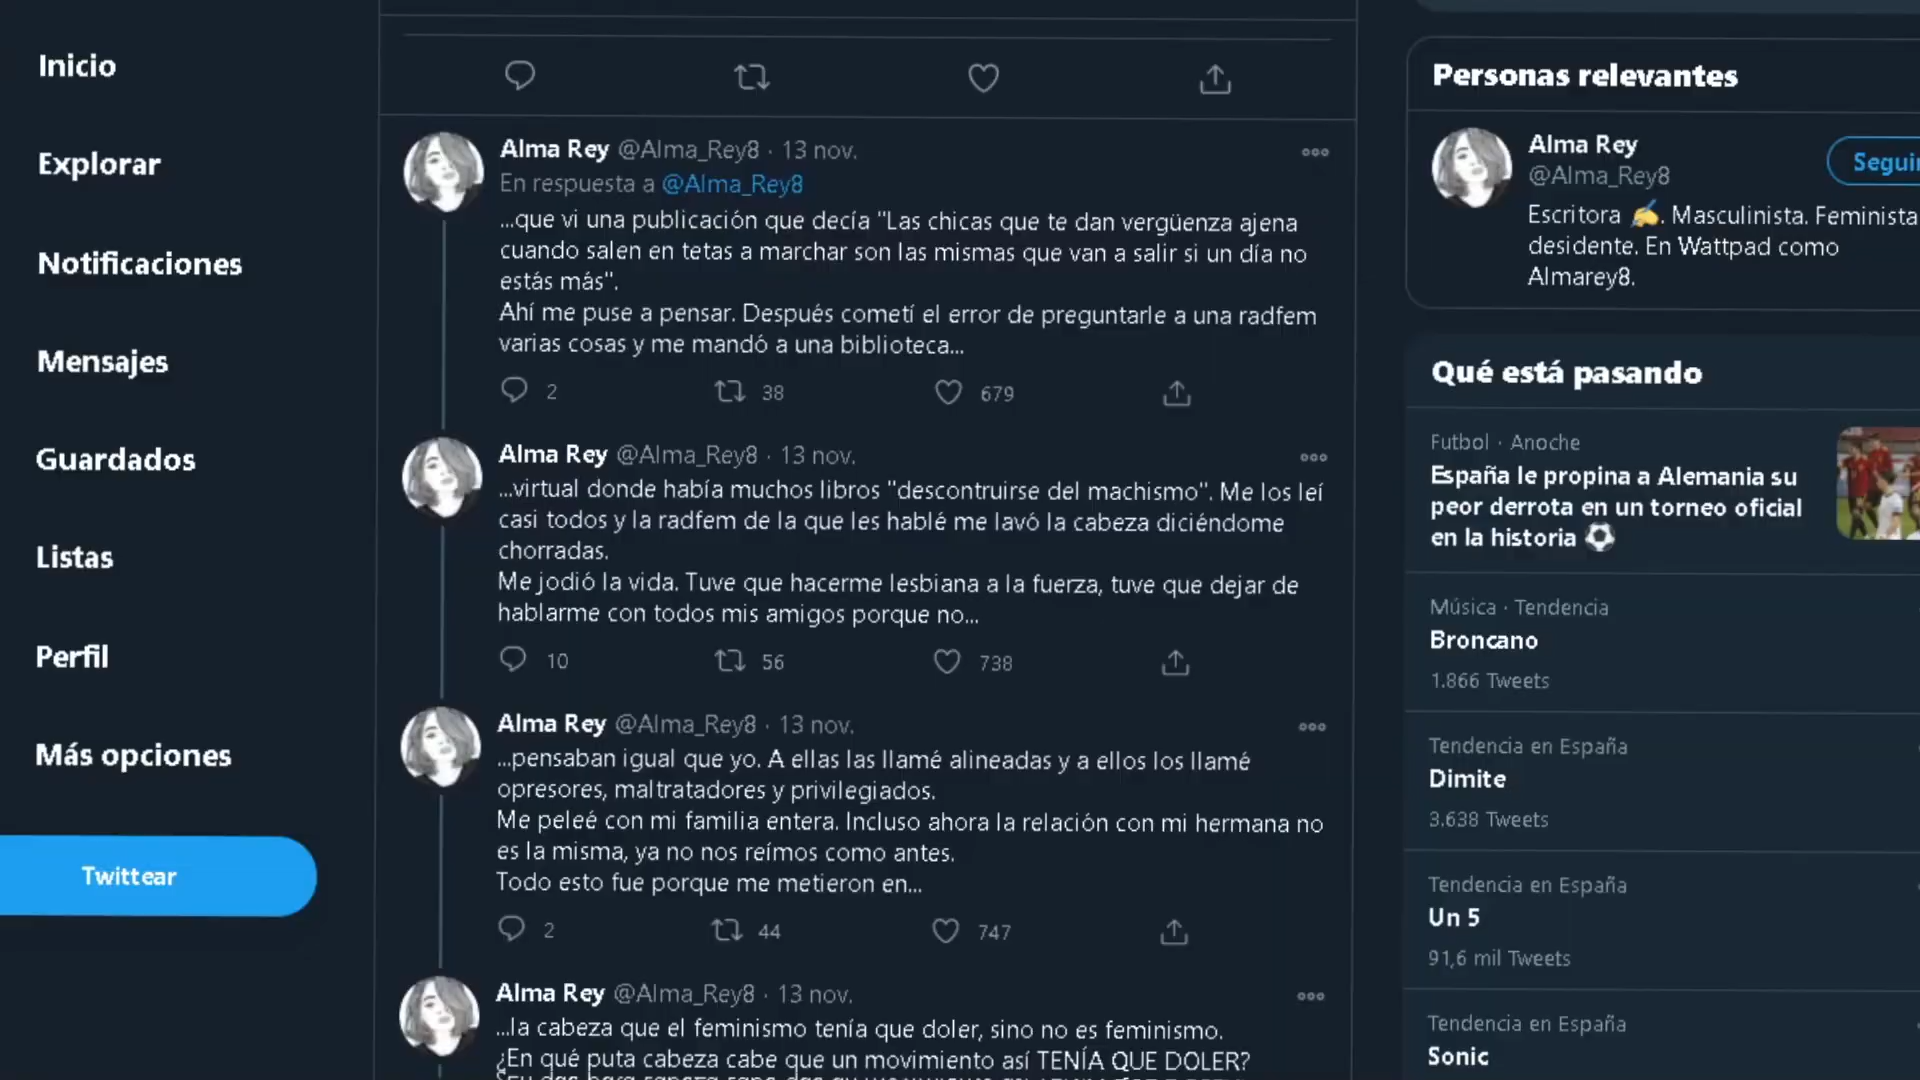 Inicio
Explorar
Notificaciones
Mensajes
Guardados
Listas
Perfil
Más opciones
Twittear
Alma Rey @Alma_Rey8 · 13 nov.
En respuesta a @Alma_Rey8
...que vi una publicación que decía "Las chicas que te dan vergüenza ajena
cuando salen en tetas a marchar son las mismas que van a salir si un día no
estás más".
Ahí me puse a pensar. Después cometí el error de preguntarle a una radfem
varias cosas y me mandó a una biblioteca...
2 38 679
Alma Rey @Alma_Rey8 · 13 nov.
...virtual donde había muchos libros "descontruirse del machismo". Me los leí
casi todos y la radfem de la que les hablé me lavó la cabeza diciéndome
chorradas.
Me jodió la vida. Tuve que hacerme lesbiana a la fuerza, tuve que dejar de
hablarme con todos mis amigos porque no...
10 56 738
Alma Rey @Alma_Rey8 · 13 nov.
...pensaban igual que yo. A ellas las llamé alineadas y a ellos los llamé
opresores, maltratadores y privilegiados.
Me peleé con mi familia entera. Incluso ahora la relación con mi hermana no
es la misma, ya no nos reímos como antes.
Todo esto fue porque me metieron en...
2 44 747
Alma Rey @Alma_Rey8 · 13 nov.
...la cabeza que el feminismo tenía que doler, sino no es feminismo.
¿En qué puta cabeza cabe que un movimiento así TENÍA QUE DOLER?
Personas relevantes
Alma Rey
@Alma_Rey8
Seguir
Escritora ✍. Masculinista. Feminista
desidente. En Wattpad como
Almarey8.
Qué está pasando
Futbol · Anoche
España le propina a Alemania su
peor derrota en un torneo oficial
en la historia ⚽
Música · Tendencia
Broncano
1.866 Tweets
Tendencia en España
Dimite
3.638 Tweets
Tendencia en España
Un 5
91,6 mil Tweets
Tendencia en España
Sonic